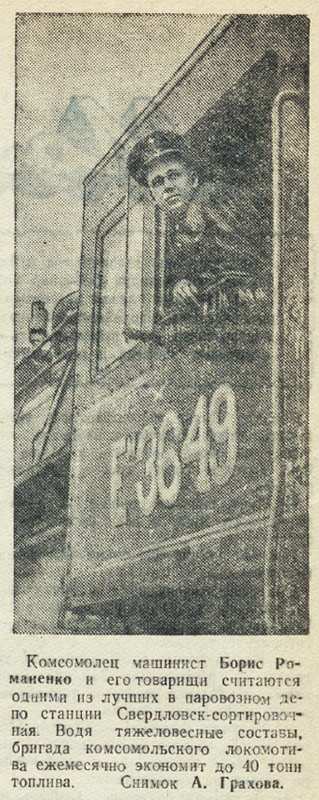 Е*3649
Комсомолец машинист Борис Ро-
маненко и его товарищи считаются
одними из лучших в паровозном де-
по станции Свердловск-сортировоч-
ная. Водя тяжеловесные составы,
бригада комсомольского локомоти-
ва ежемесячно экономит до 40 тонн
топлива. Снимок А. Грахова.